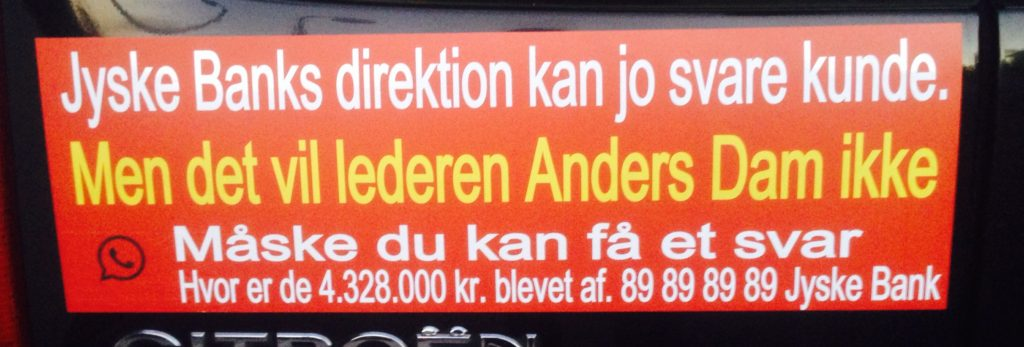 Jyske Banks direktion kan jo svare kunde.
Men det vil lederen Anders Dam ikke
Måske du kan få et svar
Hvor er de 4.328.000 kr. blevet af. 89 89 89 89 Jyske Bank
CITROËN